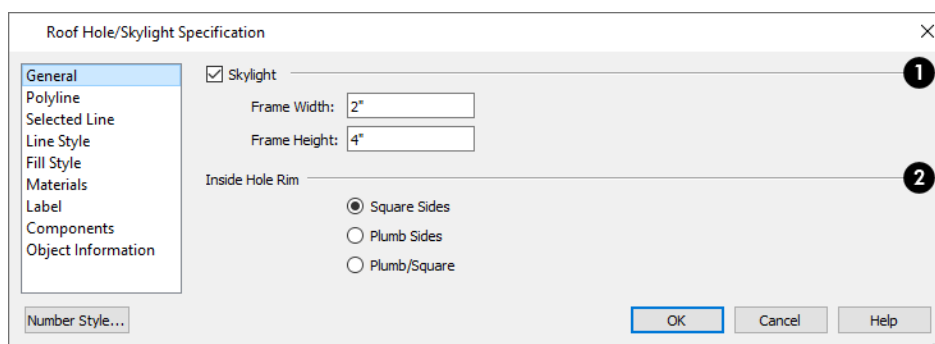 Roof Hole/Skylight Specification
General
Polyline
Selected Line
Line Style
Fill Style
Materials
Label
Components
Object Information
Skylight
1
Frame Width: 2"
Frame Height: 4"
Inside Hole Rim
2
Square Sides
Plumb Sides
Plumb/Square
Number Style...
OK
Cancel
Help